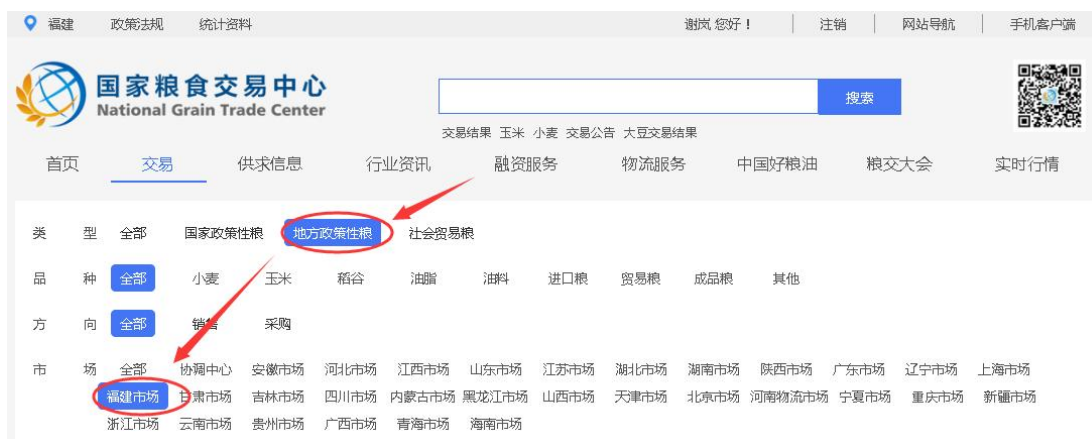 福建 政策法规 统计资料 谢岚 您好！ 注销 网站导航 手机客户端
国家粮食交易中心
National Grain Trade Center
搜索
交易结果 玉米 小麦 交易公告 大豆交易结果
首页 交易 供求信息 行业资讯 融资服务 物流服务 中国好粮油 粮交大会 实时行情
类 型 全部 国家政策性粮 地方政策性粮 社会贸易粮
品 种 全部 小麦 玉米 稻谷 油脂 油料 进口粮 贸易粮 成品粮 其他
方 向 全部 销售 采购
市 场 全部 协调中心 安徽市场 河北市场 江西市场 山东市场 江苏市场 湖北市场 湖南市场 陕西市场 广东市场 辽宁市场 上海市场
福建市场 甘肃市场 吉林市场 四川市场 内蒙古市场 黑龙江市场 山西市场 天津市场 北京市场 河南物流市场 宁夏市场 重庆市场 新疆市场
浙江市场 云南市场 贵州市场 广西市场 青海市场 海南市场